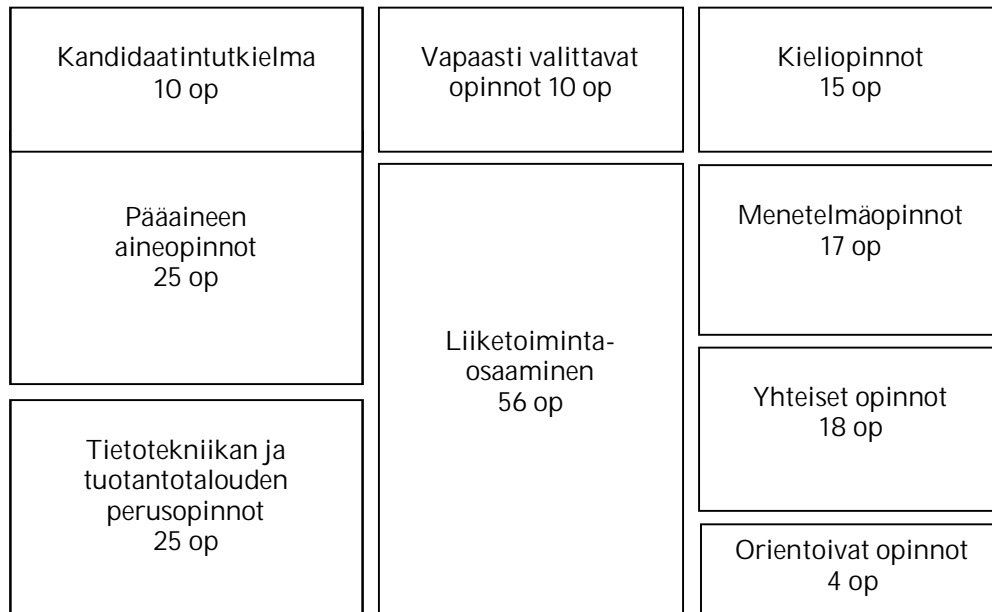 Kandidaatintutkielma
10 op
Pääaineen
aineopinnot
25 op
Tietotekniikan ja
tuotantotalouden
perusopinnot
25 op
Vapaasti valittavat
opinnot 10 op
Liiketoiminta-
osaaminen
56 op
Kieliopinnot
15 op
Menetelmäopinnot
17 op
Yhteiset opinnot
18 op
Orientoivat opinnot
4 op